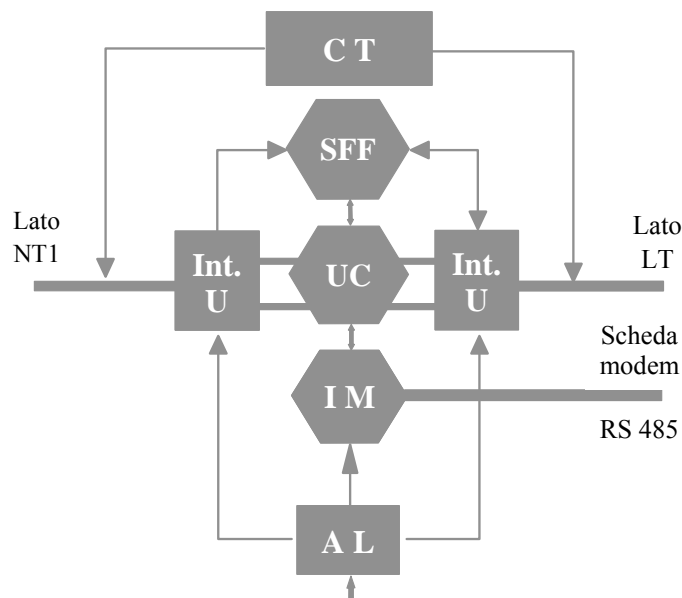 C T
SFF
Lato
NT1
Int.
U
UC
Int.
U
Lato
LT
Scheda
modem
I M
RS 485
A L